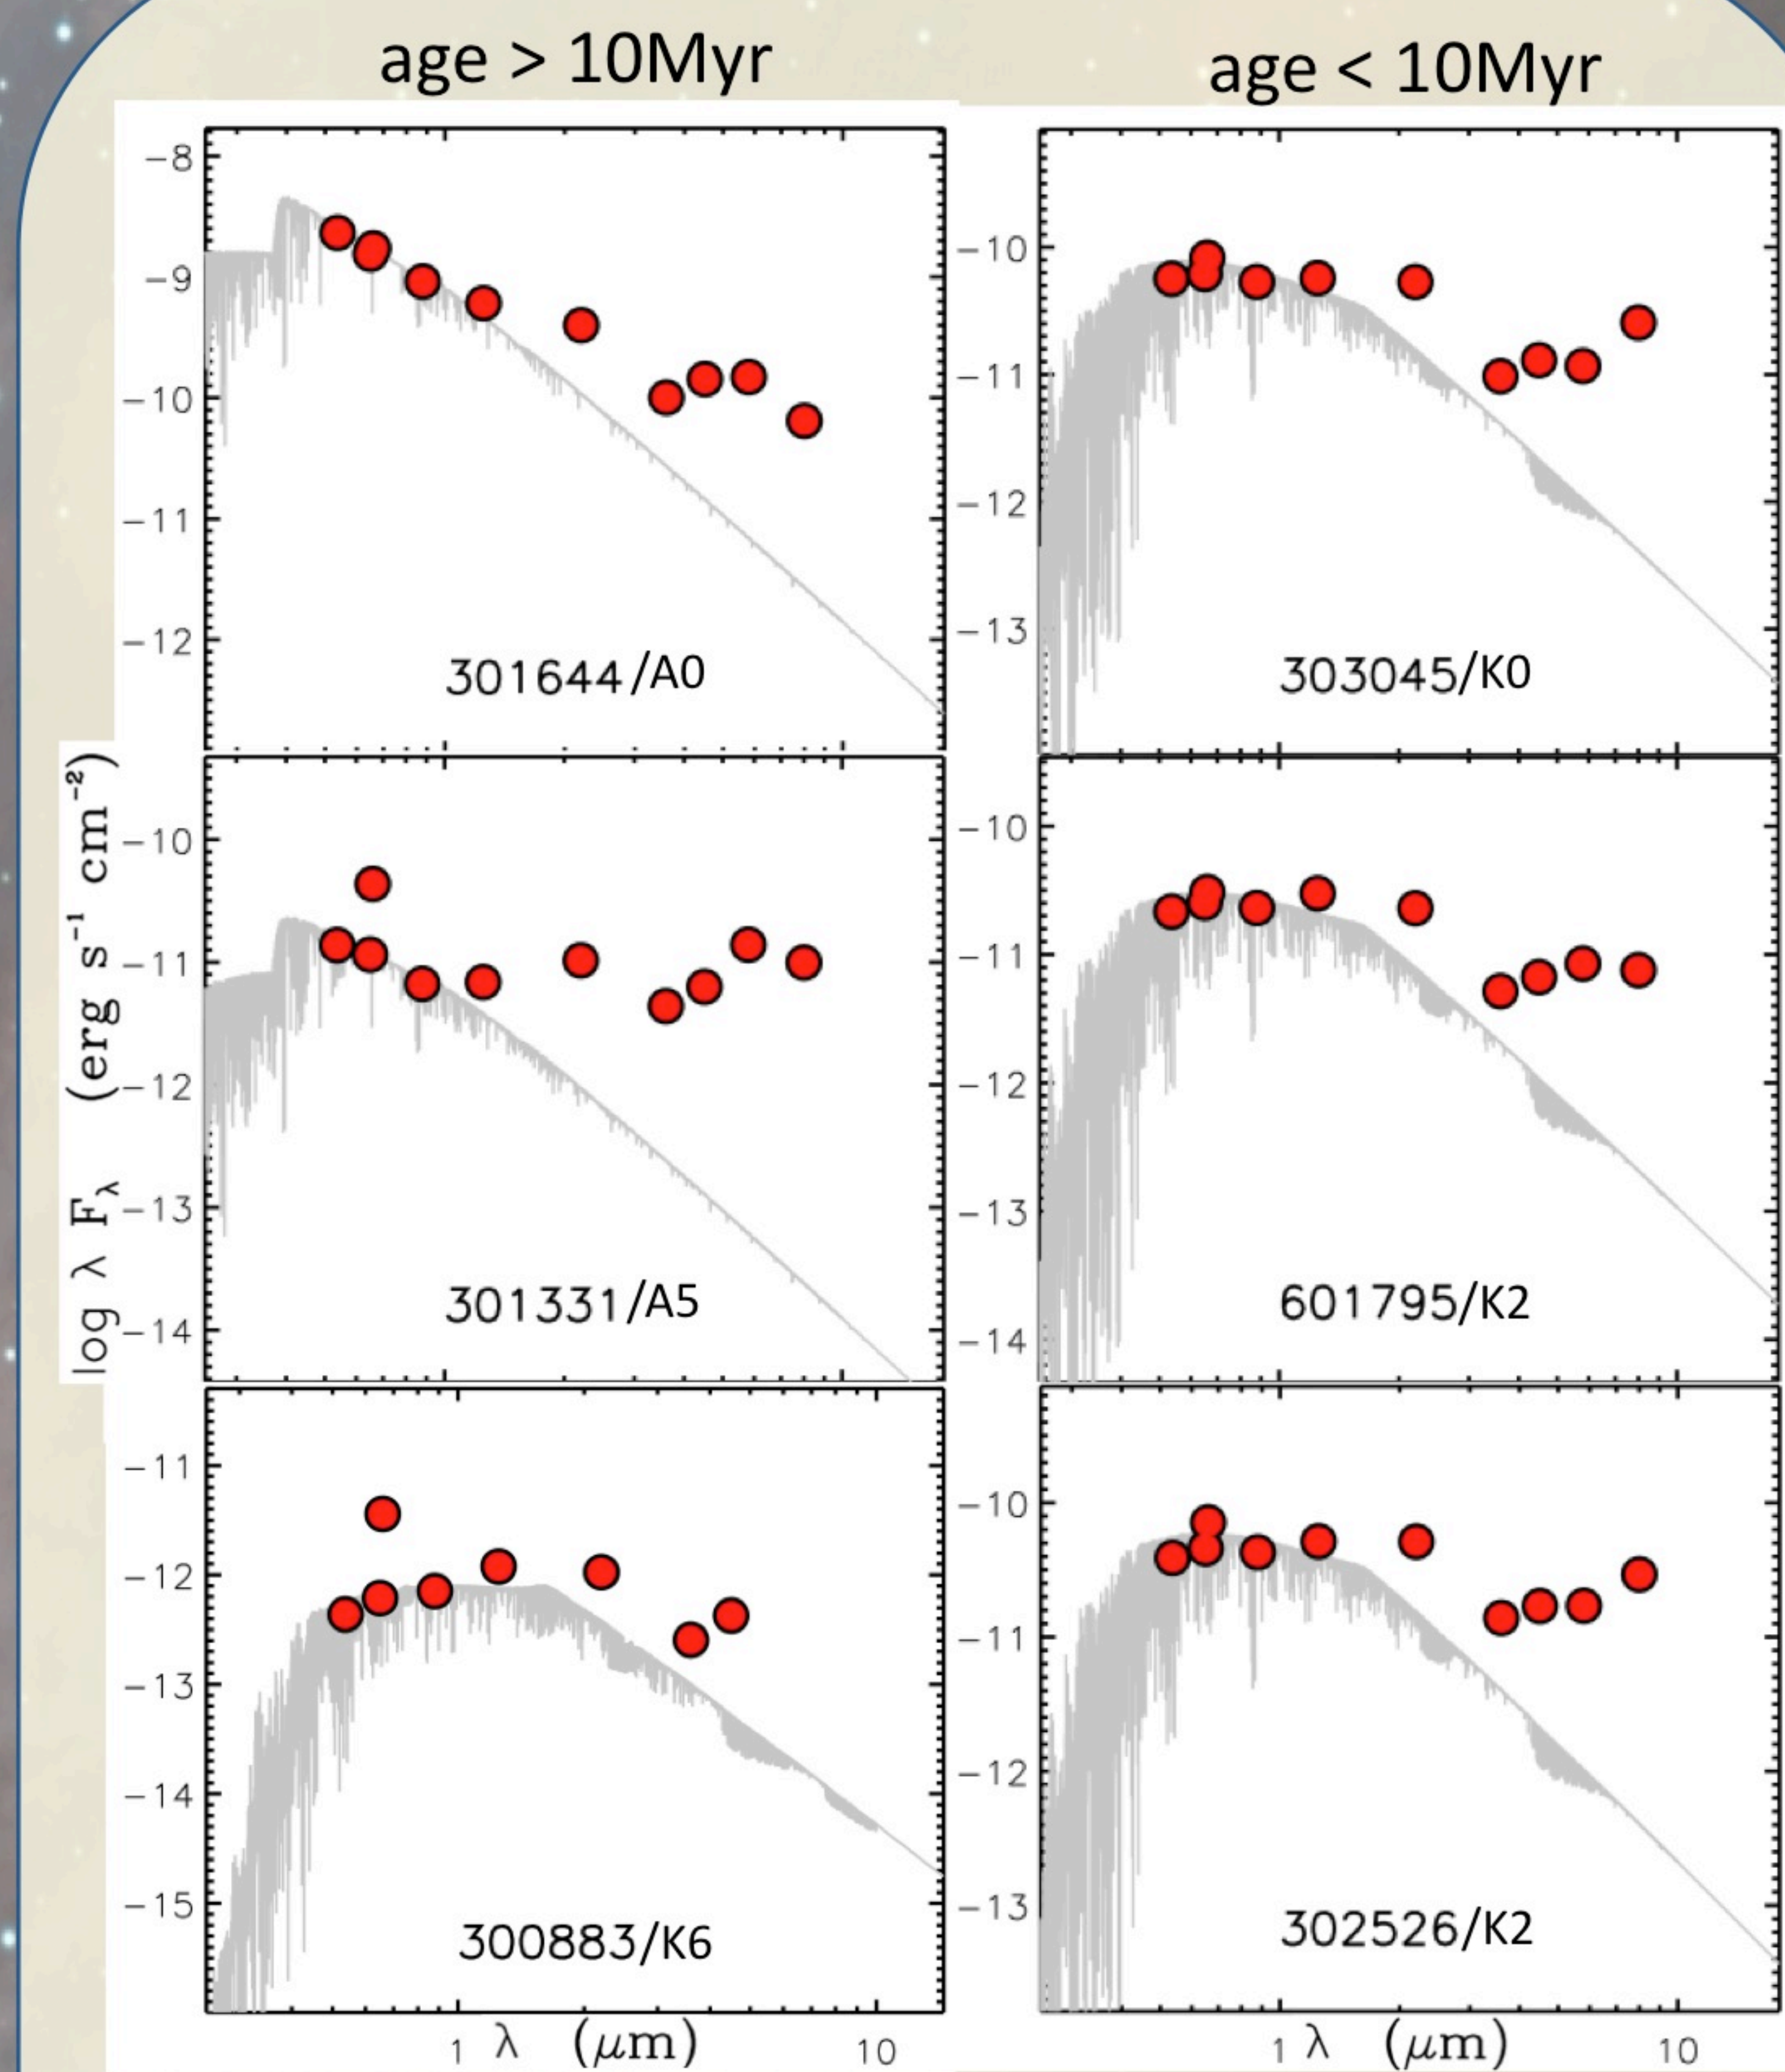 age > 10Myr
age < 10Myr
−8
−9
−10
−11
−12
301644/A0
−10
−11
−12
−13
303045/K0
log λ Fλ (erg s⁻¹ cm⁻²)
−10
−11
−12
−13
−14
301331/A5
−10
−11
−12
−13
−14
601795/K2
−11
−12
−13
−14
−15
300883/K6
−10
−11
−12
−13
302526/K2
1 λ (μm) 10
1 λ (μm) 10